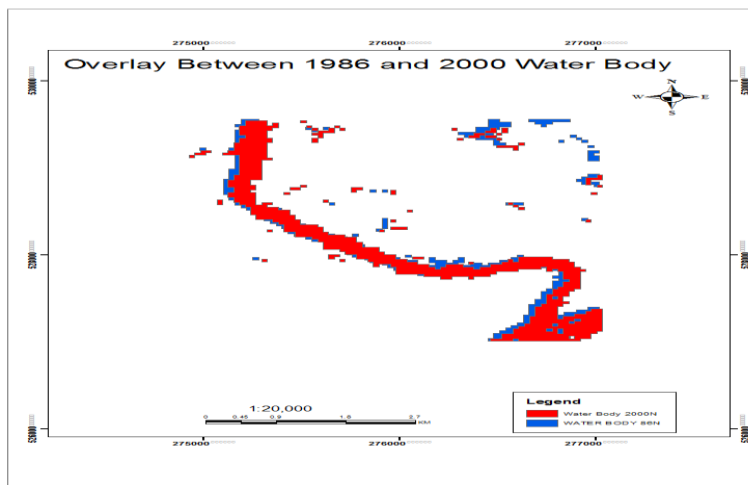 275000 276000 277000
Overlay Between 1986 and 2000 Water Body
N
W E
S
1:20,000
0 0.45 0.9 1.8 2.7
KM
Legend
Water Body 2000N
WATER BODY 86N
275000 276000 277000